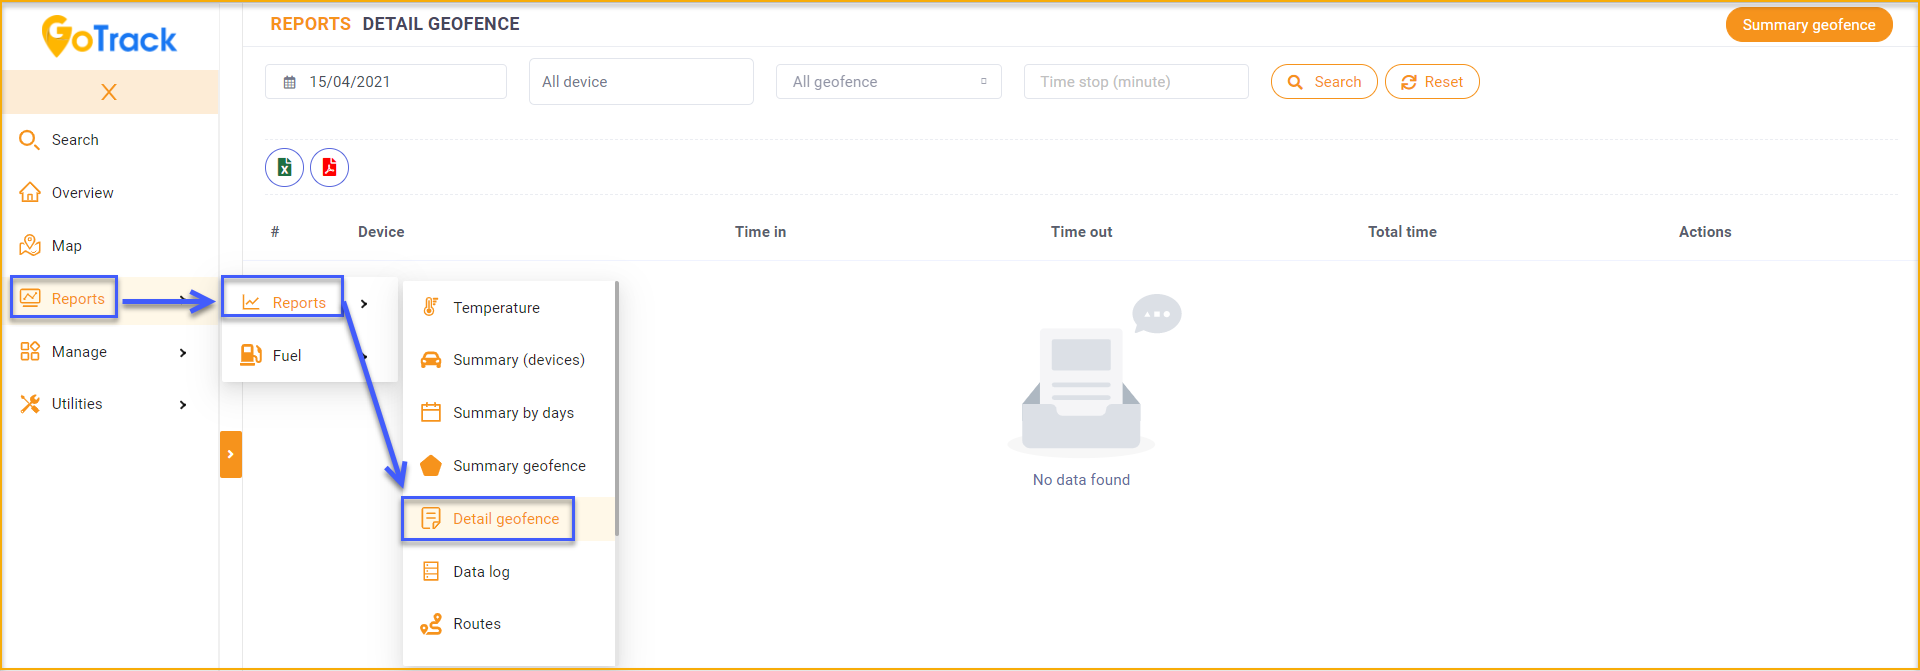 GoTrack
REPORTS DETAIL GEOFENCE
Summary geofence
15/04/2021
All device
All geofence
Time stop (minute)
Search
Reset
X
Search
Overview
Map
Reports
Manage
Utilities
# Device Time in Time out Total time Actions
Reports
Fuel
Temperature
Summary (devices)
Summary by days
Summary geofence
Detail geofence
Data log
Routes
No data found